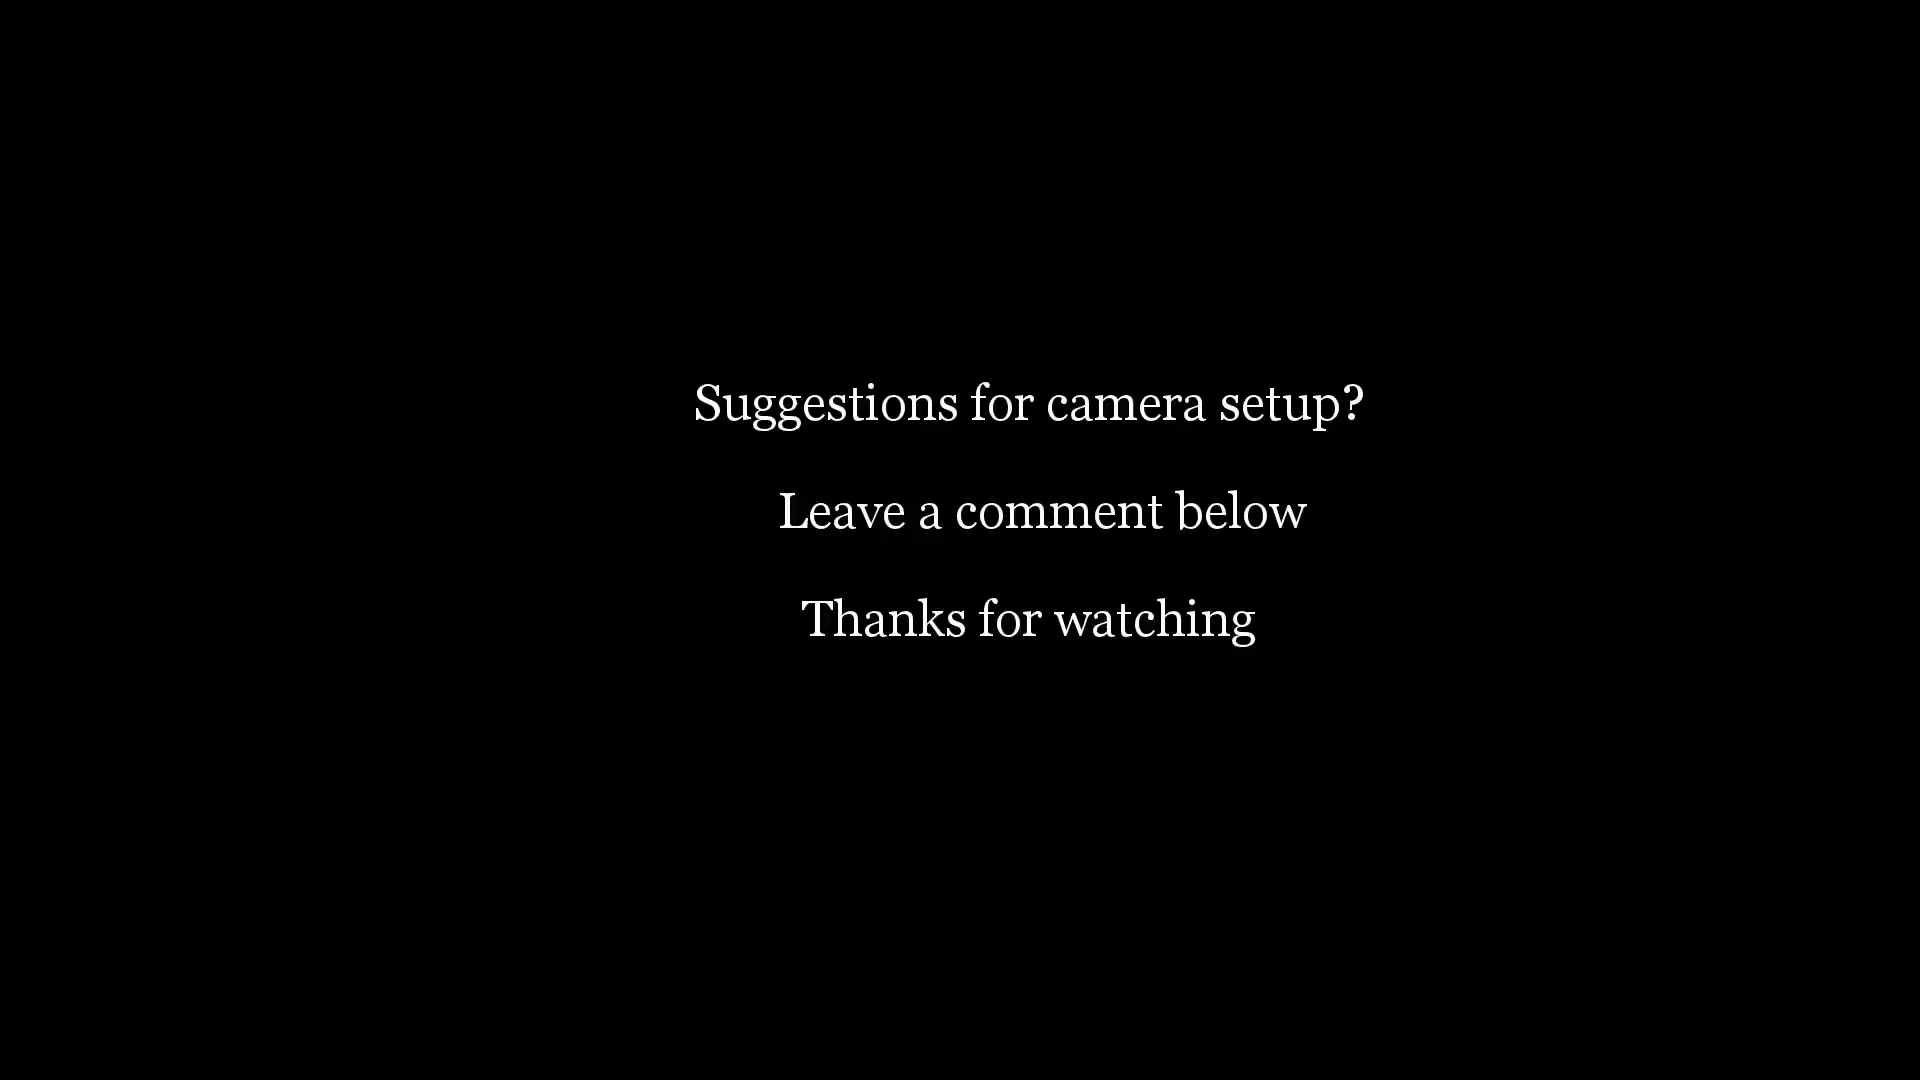 Suggestions for camera setup?
Leave a comment below
Thanks for watching